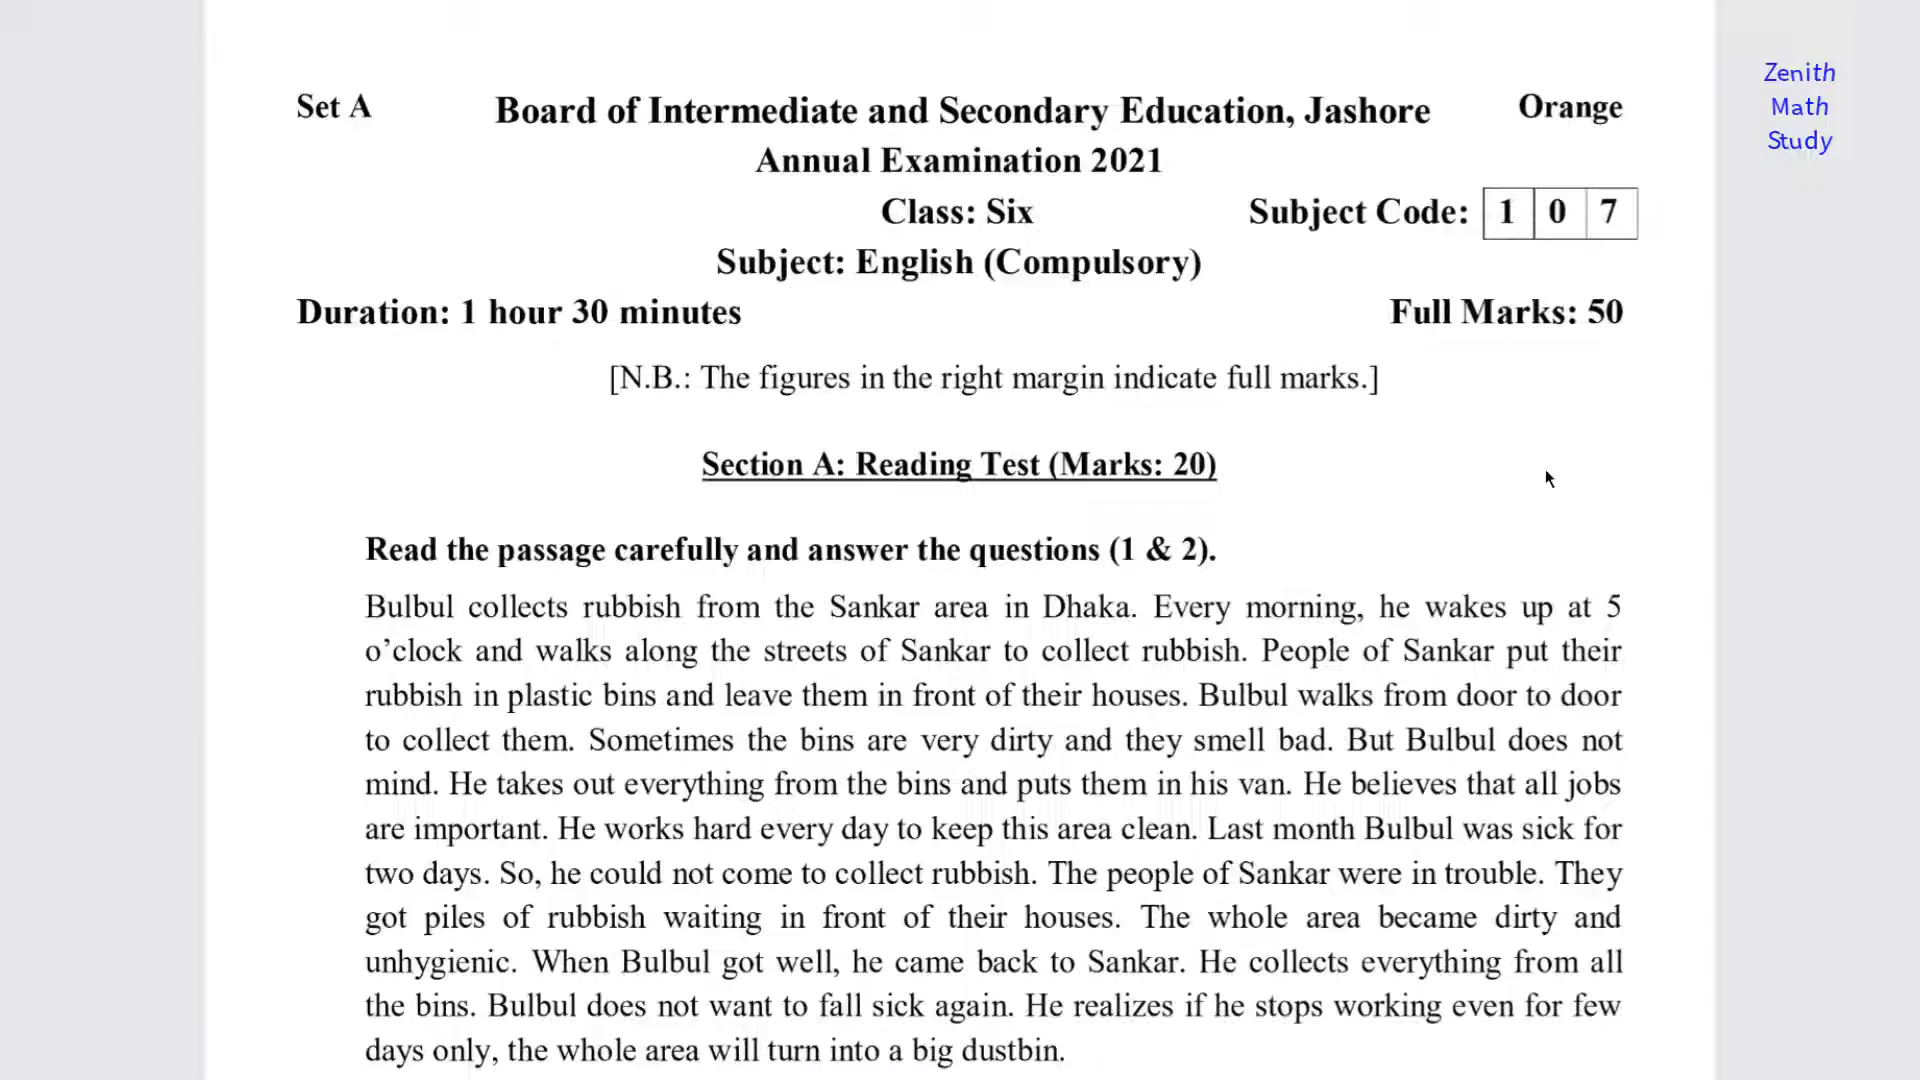 Set A Board of Intermediate and Secondary Education, Jashore Orange
Annual Examination 2021
Class: Six Subject Code: 1 0 7
Subject: English (Compulsory)
Duration: 1 hour 30 minutes Full Marks: 50
[N.B.: The figures in the right margin indicate full marks.]
Section A: Reading Test (Marks: 20)
Read the passage carefully and answer the questions (1 & 2).
Bulbul collects rubbish from the Sankar area in Dhaka. Every morning, he wakes up at 5
o’clock and walks along the streets of Sankar to collect rubbish. People of Sankar put their
rubbish in plastic bins and leave them in front of their houses. Bulbul walks from door to door
to collect them. Sometimes the bins are very dirty and they smell bad. But Bulbul does not
mind. He takes out everything from the bins and puts them in his van. He believes that all jobs
are important. He works hard every day to keep this area clean. Last month Bulbul was sick for
two days. So, he could not come to collect rubbish. The people of Sankar were in trouble. They
got piles of rubbish waiting in front of their houses. The whole area became dirty and
unhygienic. When Bulbul got well, he came back to Sankar. He collects everything from all
the bins. Bulbul does not want to fall sick again. He realizes if he stops working even for few
days only, the whole area will turn into a big dustbin.
Zenith
Math
Study